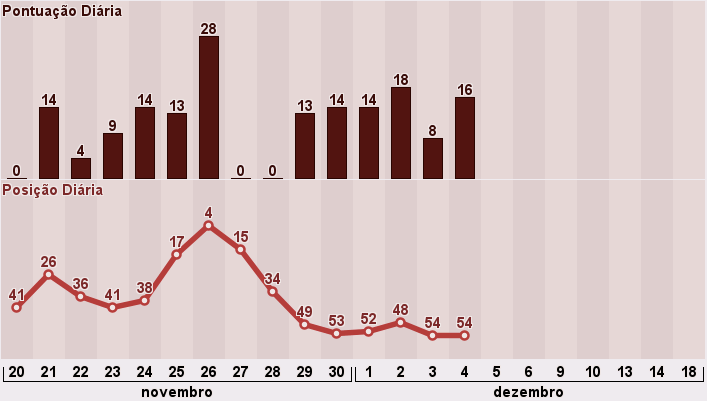 Pontuação Diária
0 14 4 9 14 13 28 0 0 13 14 14 18 8 16
Posição Diária
41 26 36 41 38 17 4 15 34 49 53 52 48 54 54
20 21 22 23 24 25 26 27 28 29 30 1 2 3 4 5 6 9 10 13 14 18
novembro dezembro